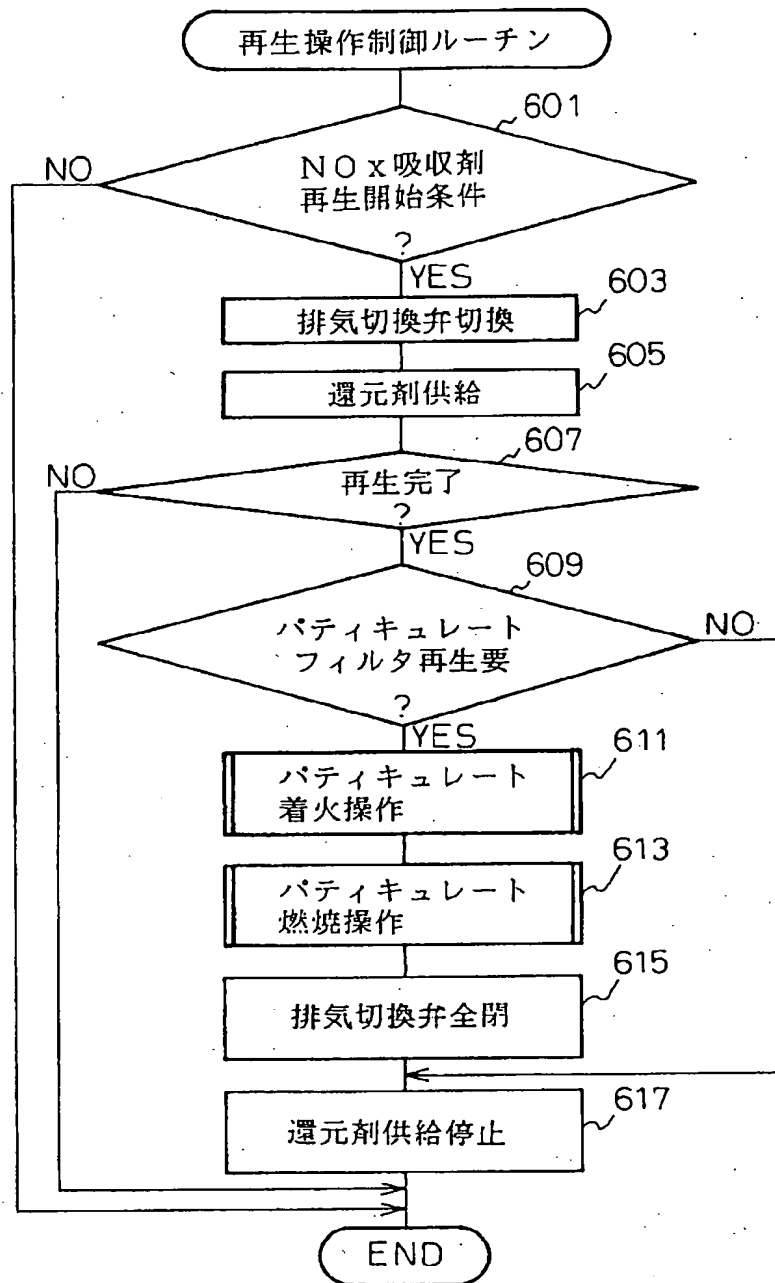 再生操作制御ルーチン
601
NO
NOx吸収剤
再生開始条件
?
YES
603
排気切換弁切換
605
還元剤供給
607
NO
再生完了
?
YES
609
パティキュレート
フィルタ再生要
NO
?
YES
611
パティキュレート
着火操作
613
パティキュレート
燃焼操作
615
排気切換弁全閉
617
還元剤供給停止
END